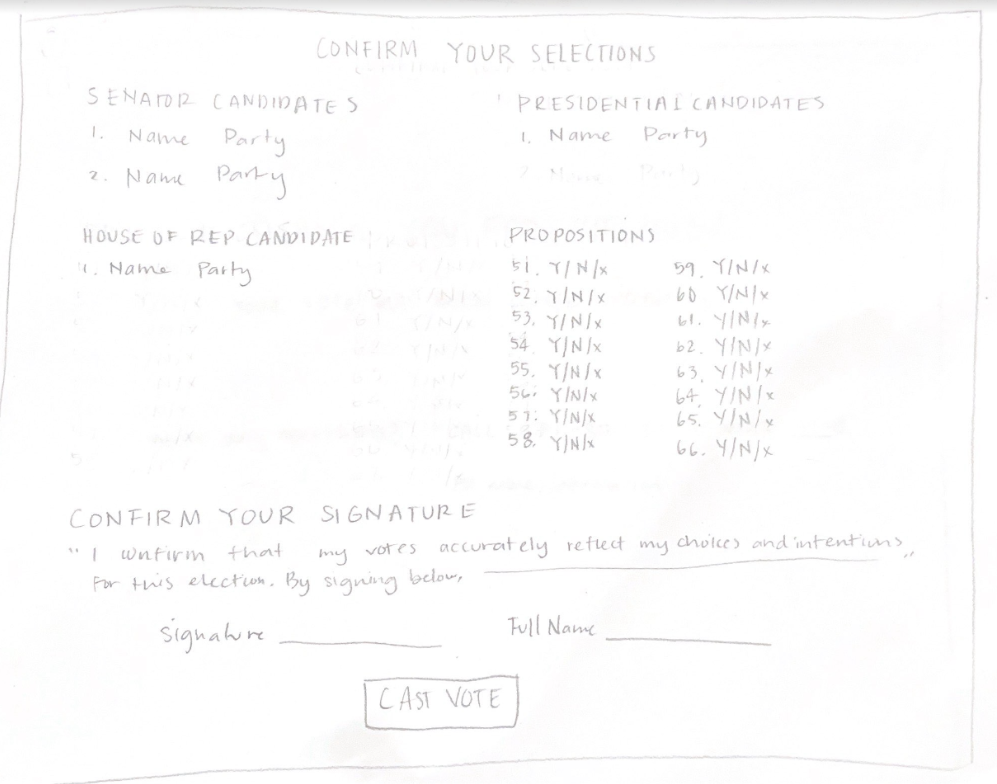 CONFIRM YOUR SELECTIONS
SENATOR CANDIDATES
1. Name Party
2. Name Party
PRESIDENTIAL CANDIDATES
1. Name Party
2. Name Party
HOUSE OF REP CANDIDATE
1. Name Party
PROPOSITIONS
51. Y/N/x
52. Y/N/x
53. Y/N/x
54. Y/N/x
55. Y/N/x
56. Y/N/x
57. Y/N/x
58. Y/N/x
59. Y/N/x
60 Y/N/x
61. Y/N/x
62. Y/N/x
63. Y/N/x
64. Y/N/x
65. Y/N/x
66. Y/N/x
CONFIRM YOUR SIGNATURE
"I confirm that my votes accurately reflect my choices and intentions
for this election. By signing below, "
Signature
Full Name
CAST VOTE